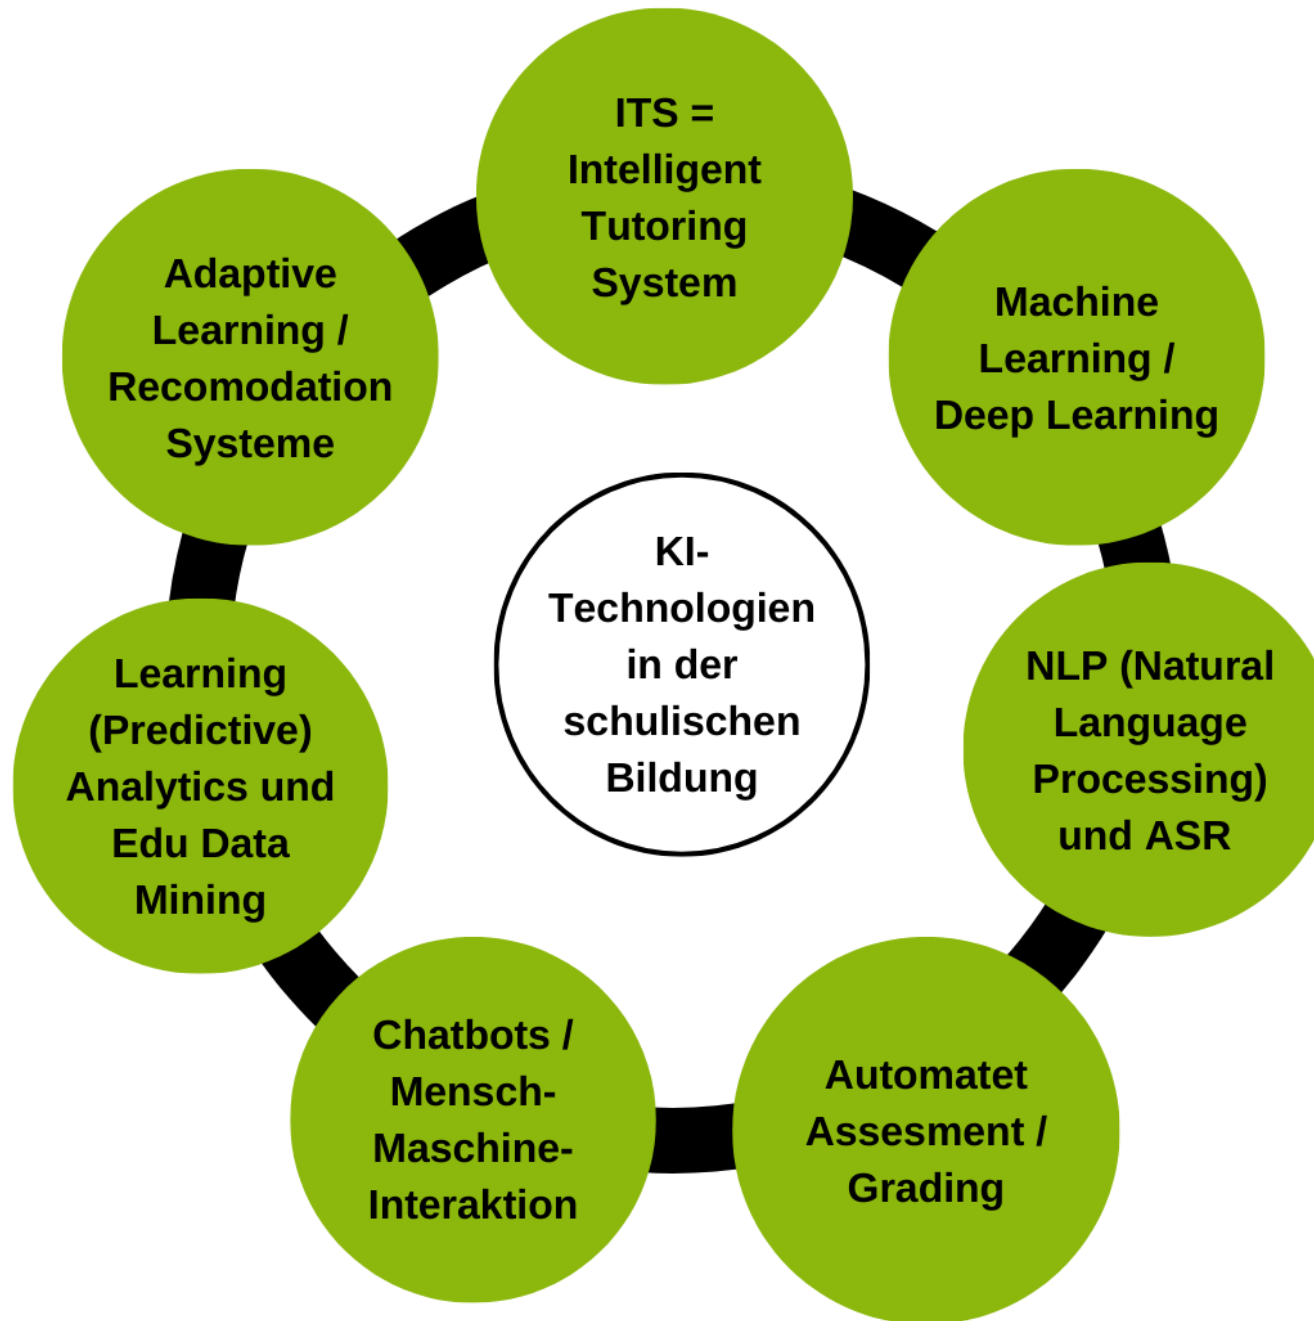 ITS =
Intelligent
Tutoring
System
Machine
Learning /
Deep Learning
NLP (Natural
Language
Processing)
und ASR
Automatet
Assesment /
Grading
Chatbots /
Mensch-
Maschine-
Interaktion
Learning
(Predictive)
Analytics und
Edu Data
Mining
Adaptive
Learning /
Recomodation
Systeme
KI-
Technologien
in der
schulischen
Bildung